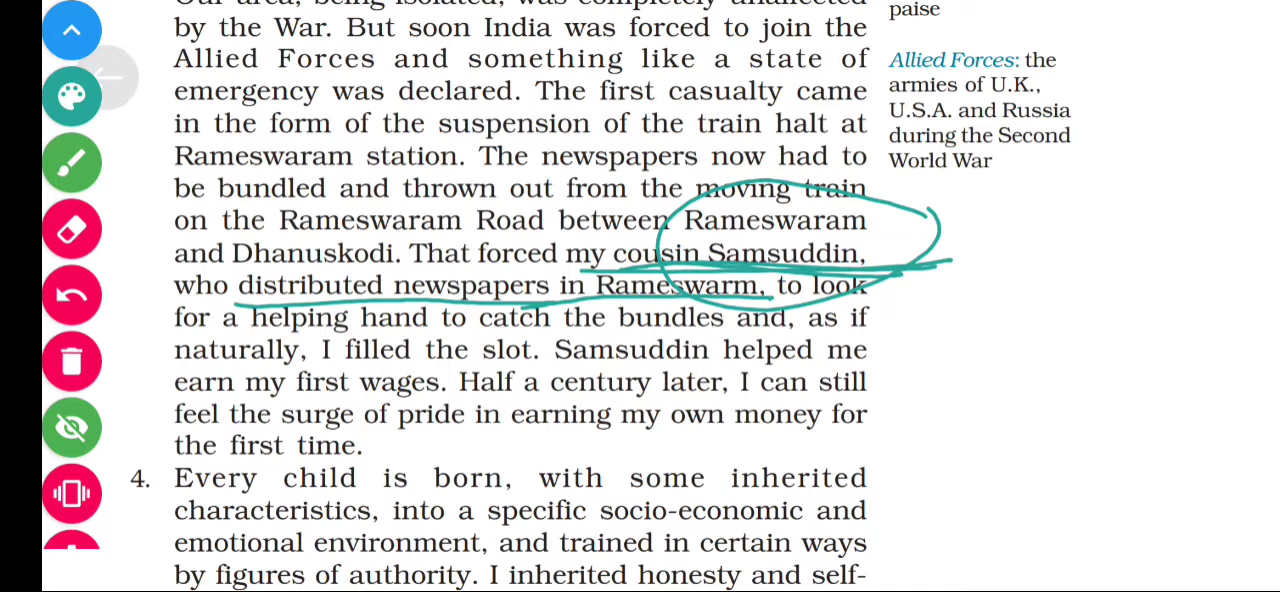 Our area, being isolated, was completely unaffected
by the War. But soon India was forced to join the
Allied Forces and something like a state of
emergency was declared. The first casualty came
in the form of the suspension of the train halt at
Rameswaram station. The newspapers now had to
be bundled and thrown out from the moving train
on the Rameswaram Road between Rameswaram
and Dhanuskodi. That forced my cousin Samsuddin,
who distributed newspapers in Rameswarm, to look
for a helping hand to catch the bundles and, as if
naturally, I filled the slot. Samsuddin helped me
earn my first wages. Half a century later, I can still
feel the surge of pride in earning my own money for
the first time.
4. Every child is born, with some inherited
characteristics, into a specific socio-economic and
emotional environment, and trained in certain ways
by figures of authority. I inherited honesty and self-
paise
Allied Forces: the
armies of U.K.,
U.S.A. and Russia
during the Second
World War